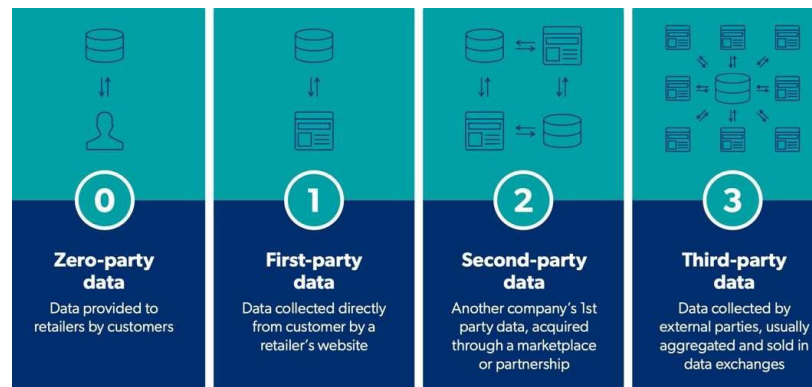 0
Zero-party
data
Data provided to
retailers by customers
1
First-party
data
Data collected directly
from customer by a
retailer's website
2
Second-party
data
Another company's 1st
party data, acquired
through a marketplace
or partnership
3
Third-party
data
Data collected by
external parties, usually
aggregated and sold in
data exchanges